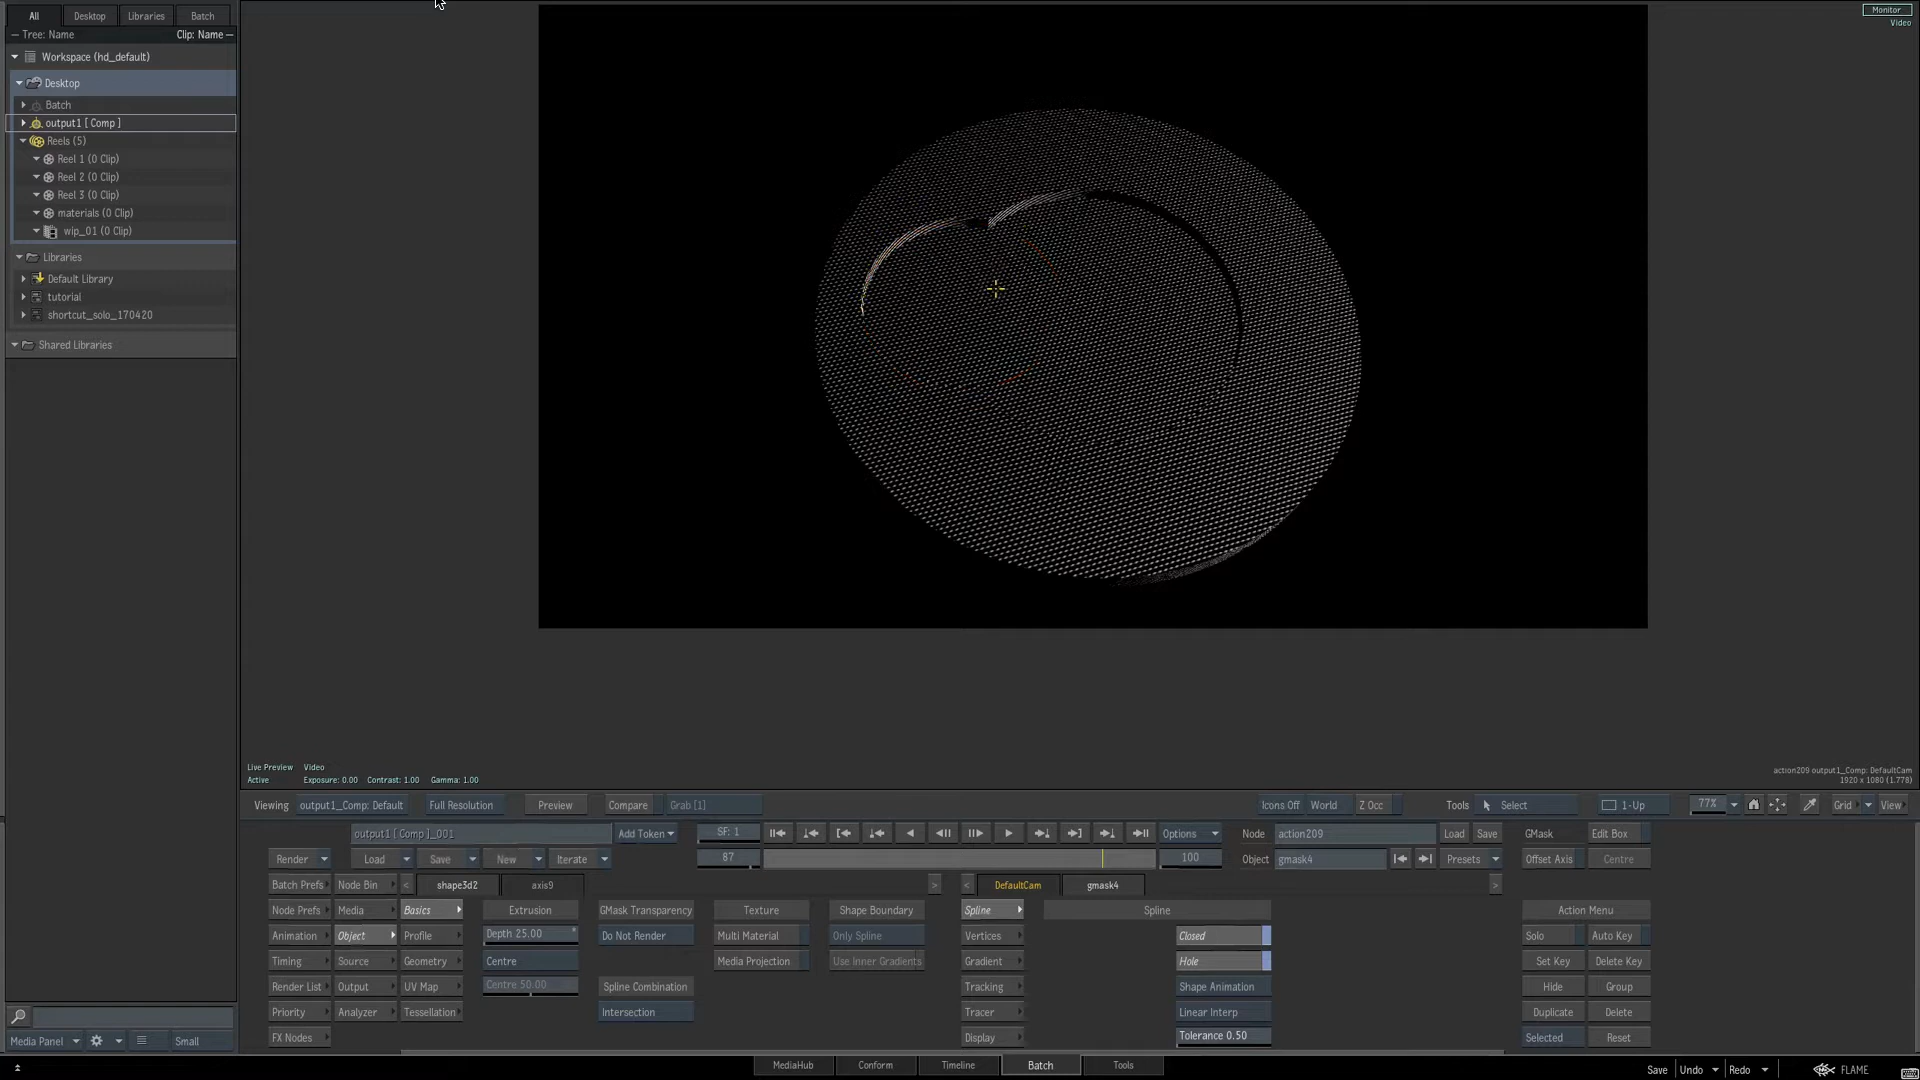 All Desktop Libraries Batch
Tree: Name Clip: Name
Workspace (hd_default)
Desktop
Batch
output1 [ Comp ]
Reels (5)
Reel 1 (0 Clip)
Reel 2 (0 Clip)
Reel 3 (0 Clip)
materials (0 Clip)
wip_01 (0 Clip)
Libraries
Default Library
tutorial
shortcut_solo_170420
Shared Libraries
Monitor
Video
Live Preview Video
Active Exposure: 0.00 Contrast: 1.00 Gamma: 1.00
action209 output1_Comp: DefaultCam
1920 x 1080 (1.778)
Viewing output1_Comp: Default Full Resolution Preview Compare Grab [1] Icons Off World Z Occ Tools Select 1-Up 77% Grid View
output1 [ Comp ]_001 Add Token SF: 1 Options Node action209 Load Save GMask Edit Box
Render Load Save New Iterate 87 100 Object gmask4 Presets Offset Axis Centre
Batch Prefs Node Bin < shape3d2 axis9 > < DefaultCam gmask4 >
Node Prefs Media Basics Extrusion GMask Transparency Texture Shape Boundary Spline Spline Action Menu
Animation Object Profile Depth 25.00 Do Not Render Multi Material Only Spline Vertices Closed Solo Auto Key
Timing Source Geometry Centre Media Projection Use Inner Gradients Gradient Hole Set Key Delete Key
Render List Output UV Map Centre 50.00 Spline Combination Tracking Shape Animation Hide Group
Priority Analyzer Tessellation Intersection Tracer Linear Interp Duplicate Delete
FX Nodes Display Tolerance 0.50 Selected Reset
Media Panel Small
MediaHub Conform Timeline Batch Tools Save Undo Redo FLAME